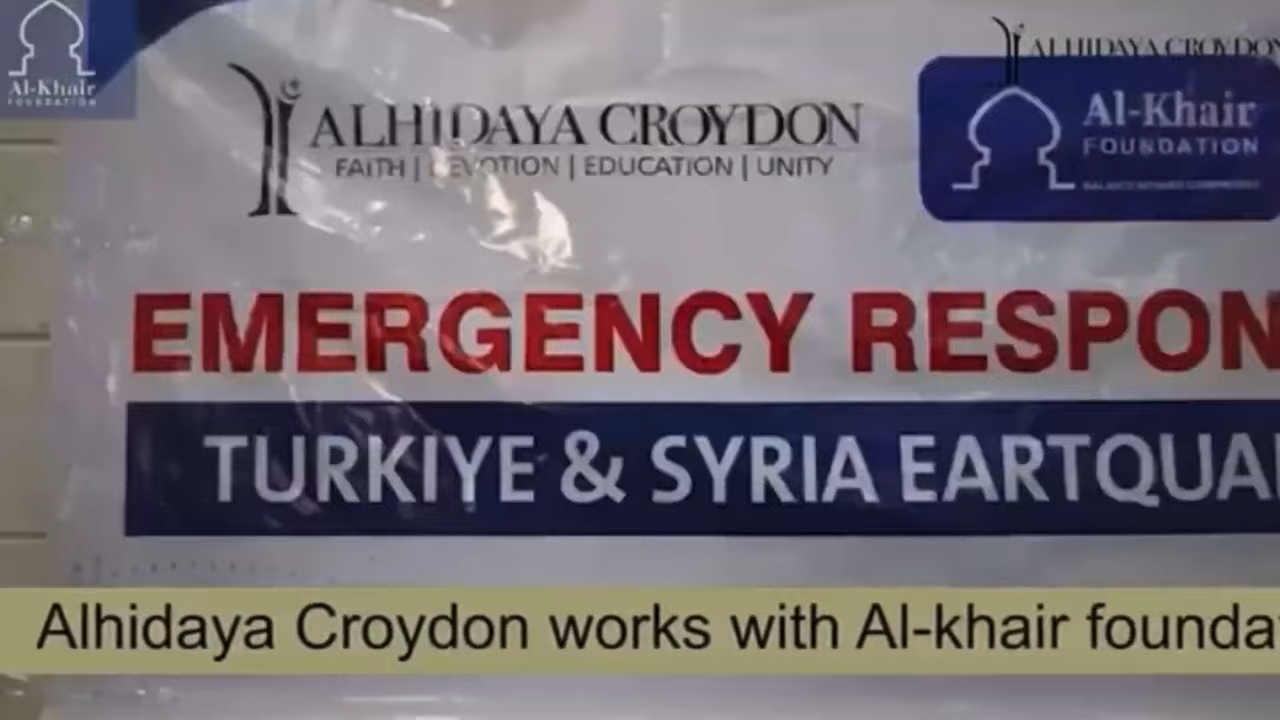 Al-Khair
FOUNDATION
ALHIDAYA CROYDON
ALHIDAYA CROYDON
FAITH | DEVOTION | EDUCATION | UNITY
Al-Khair
FOUNDATION
EMERGENCY RESPON
TURKIYE & SYRIA EARTQUA
Alhidaya Croydon works with Al-khair founda